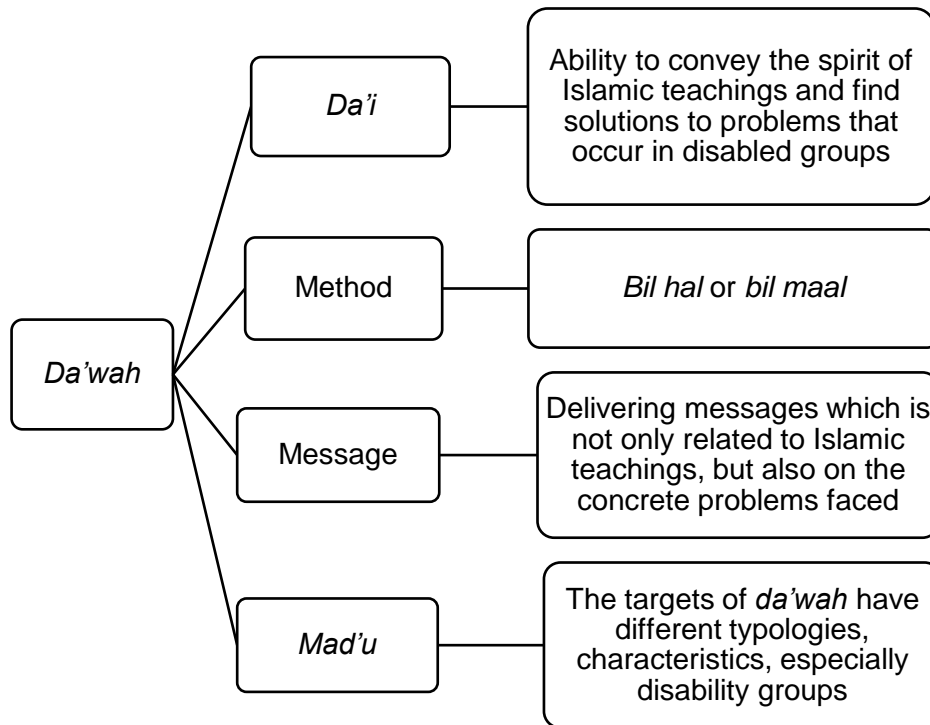 Da’i
Ability to convey the spirit of
Islamic teachings and find
solutions to problems that
occur in disabled groups
Method
Bil hal or bil maal
Da’wah
Message
Delivering messages which is
not only related to Islamic
teachings, but also on the
concrete problems faced
Mad’u
The targets of da’wah have
different typologies,
characteristics, especially
disability groups